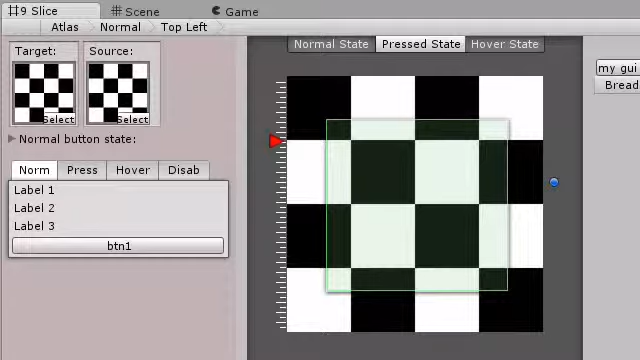 9 Slice
Scene
Game
Atlas
Normal
Top Left
Target:
Source:
Select
Select
Normal button state:
Norm
Press
Hover
Disab
Label 1
Label 2
Label 3
btn1
Normal State
Pressed State
Hover State
my gui
Bread